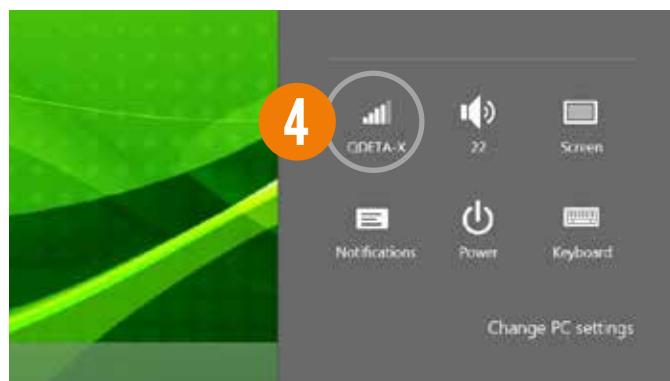 4
QDETA-X
22
Screen
Notifications
Power
Keyboard
Change PC settings